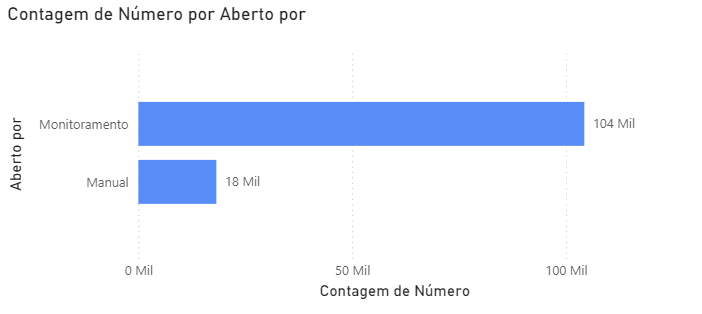 Contagem de Número por Aberto por
Aberto por
Monitoramento
104 Mil
Manual
18 Mil
0 Mil
50 Mil
100 Mil
Contagem de Número